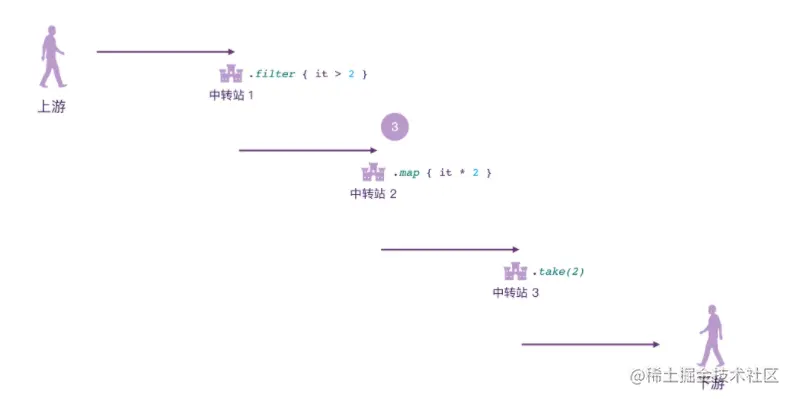 上游
.filter { it > 2 }
中转站 1
3
.map { it * 2 }
中转站 2
.take(2)
中转站 3
@稀土掘金技术社区
下游